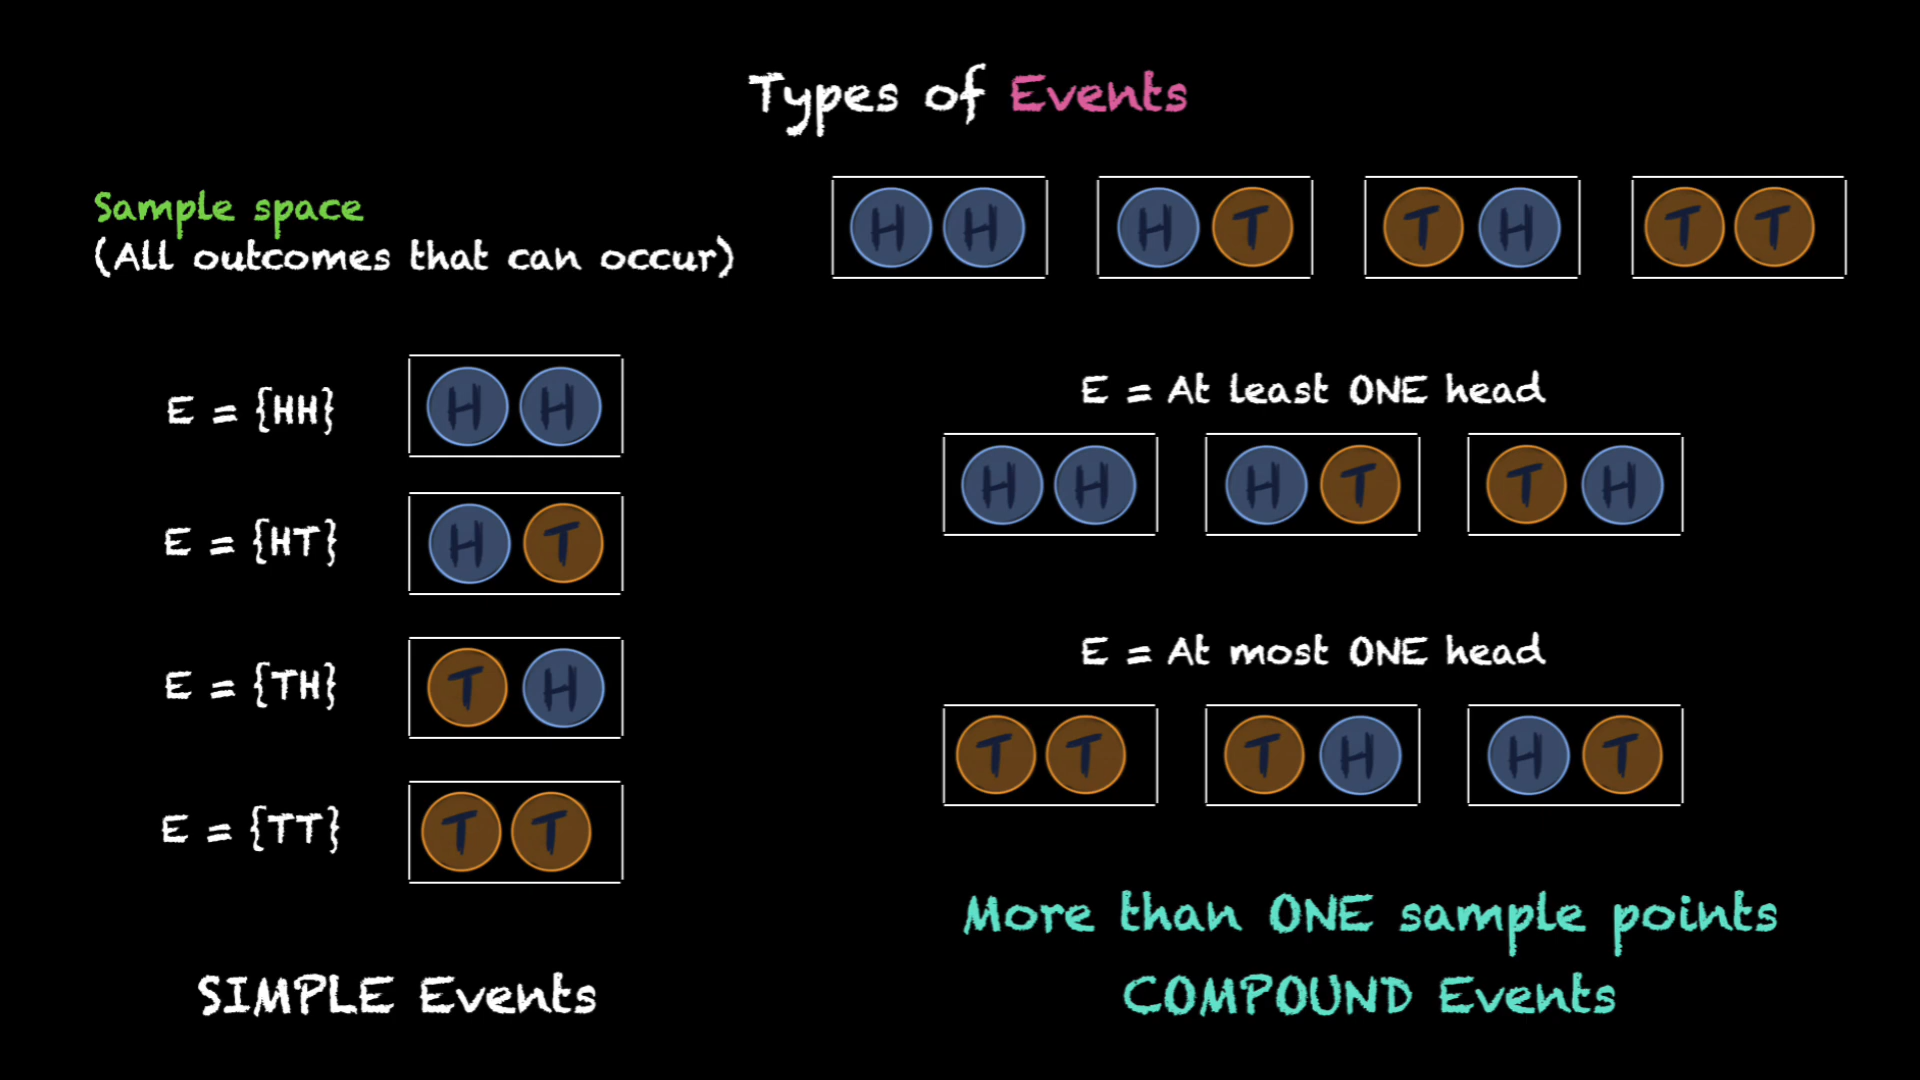 Types of Events
Sample space
(All outcomes that can occur)
H H H T T H T T
E = {HH} H H
E = {HT} H T
E = {TH} T H
E = {TT} T T
SIMPLE Events
E = At least ONE head
H H H T T H
E = At most ONE head
T T T H H T
More than ONE sample points
COMPOUND Events